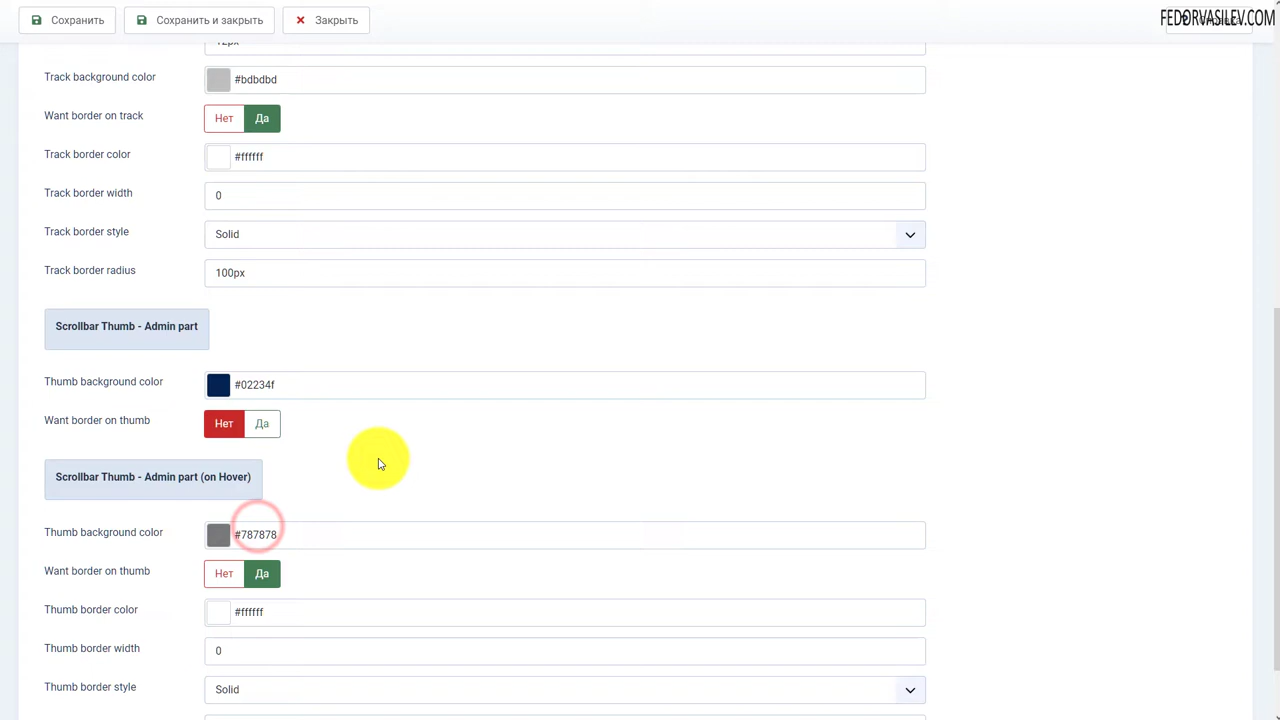 Сохранить
Сохранить и закрыть
Закрыть
FEDORVASILEV.COM
12px
Track background color
#bdbdbd
Want border on track
Нет
Да
Track border color
#ffffff
Track border width
0
Track border style
Solid
Track border radius
100px
Scrollbar Thumb - Admin part
Thumb background color
#02234f
Want border on thumb
Нет
Да
Scrollbar Thumb - Admin part (on Hover)
Thumb background color
#787878
Want border on thumb
Нет
Да
Thumb border color
#ffffff
Thumb border width
0
Thumb border style
Solid